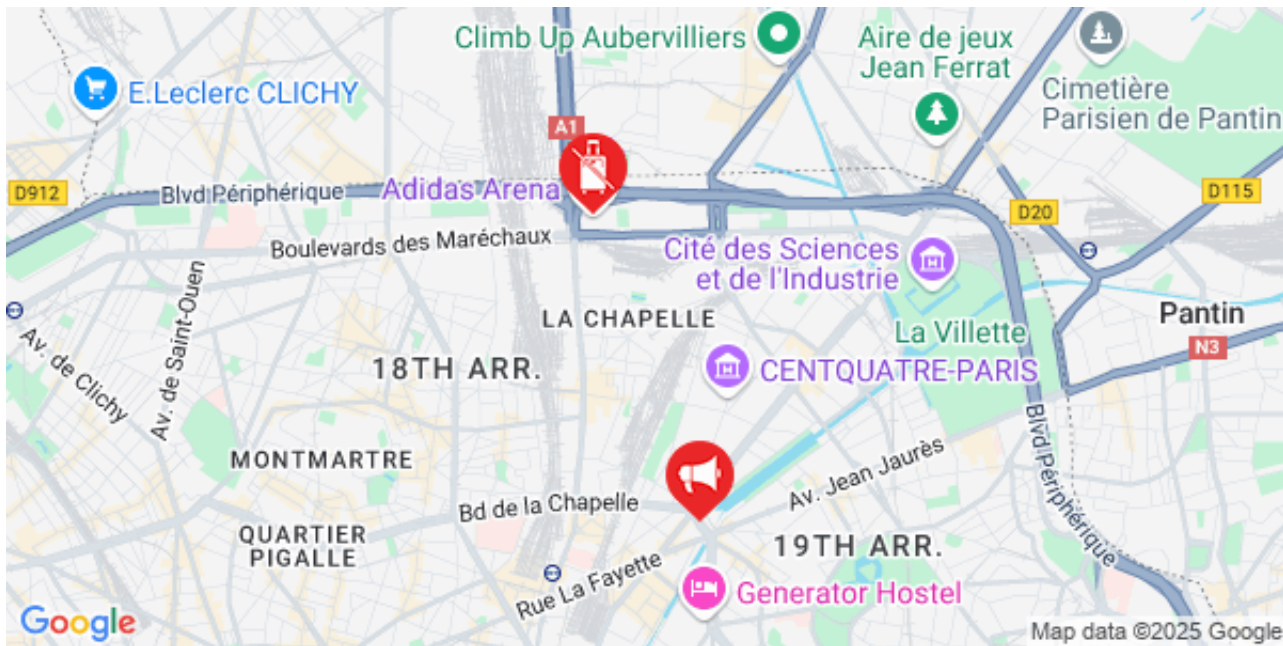 Climb Up Aubervilliers
Aire de jeux
Jean Ferrat
E.Leclerc CLICHY
Cimetière
Parisien de Pantin
A1
D912
Blvd Périphérique
Adidas Arena
D115
D20
Boulevards des Maréchaux
Cité des Sciences
et de l'Industrie
Av. de Saint-Ouen
LA CHAPELLE
Pantin
La Villette
N3
Av. de Clichy
18TH ARR.
CENTQUATRE-PARIS
MONTMARTRE
Av. Jean Jaurès
Blvd Périphérique
Bd de la Chapelle
QUARTIER
PIGALLE
19TH ARR.
Rue La Fayette
Generator Hostel
Google
Map data ©2025 Google